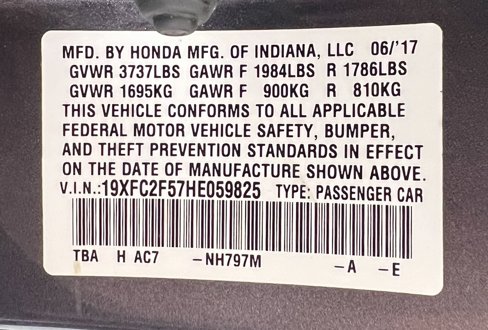 MFD. BY HONDA MFG. OF INDIANA, LLC 06/'17
GVWR 3737LBS GAWR F 1984LBS R 1786LBS
GVWR 1695KG GAWR F 900KG R 810KG
THIS VEHICLE CONFORMS TO ALL APPLICABLE
FEDERAL MOTOR VEHICLE SAFETY, BUMPER,
AND THEFT PREVENTION STANDARDS IN EFFECT
ON THE DATE OF MANUFACTURE SHOWN ABOVE.
V.I.N.:19XFC2F57HE059825 TYPE: PASSENGER CAR
TBA H AC7 –NH797M –A –E